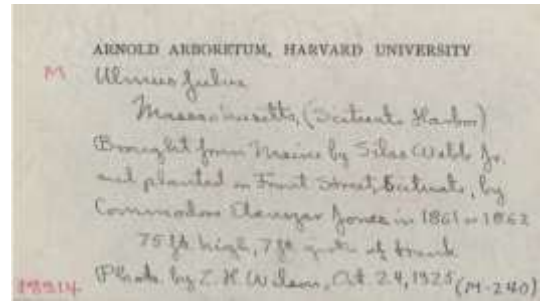 ARNOLD ARBORETUM, HARVARD UNIVERSITY
M Ulmus fulva
Massachusetts, (Scituate Harbor)
Brought from Maine by Silas Webb Jr.
and planted on Front Street, Scituate, by
Commodore Ebenezer Jones in 1861 or 1862
75 ft high, 7 ft girth of trunk
Photo. by E. H. Wilson, Oct. 24, 1925 (M-240)